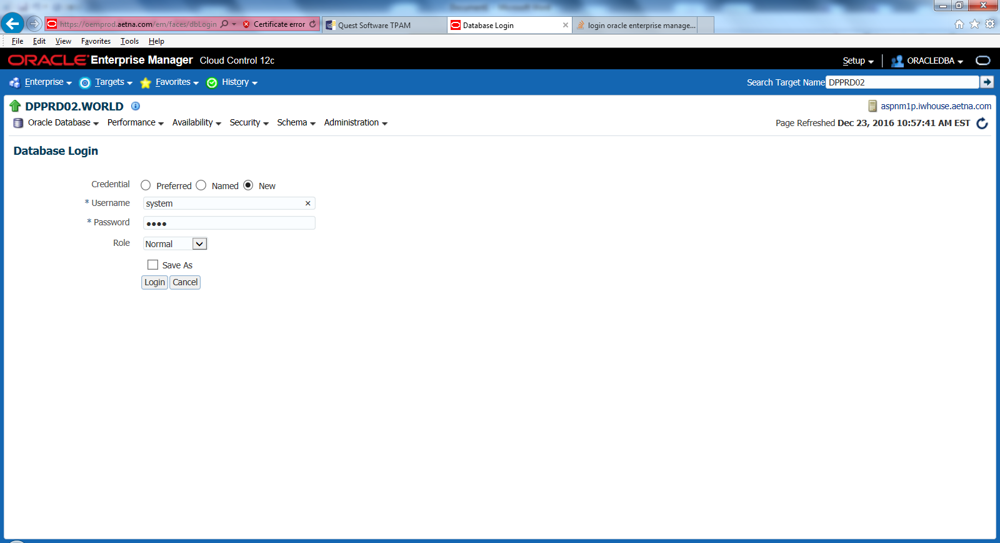 Document1 - Microsoft Word
https://oemprod.aetna.com/em/faces/dbLogin Certificate error Quest Software TPAM Database Login login oracle enterprise manage...
File Edit View Favorites Tools Help
ORACLE Enterprise Manager Cloud Control 12c Setup ORACLEDBA
Enterprise Targets Favorites History Search Target Name DPPRD02
DPPRD02.WORLD aspnm1p.iwhouse.aetna.com
Oracle Database Performance Availability Security Schema Administration Page Refreshed Dec 23, 2016 10:57:41 AM EST
Database Login
Credential Preferred Named New
* Username system
* Password ●●●●
Role Normal
Save As
Login Cancel